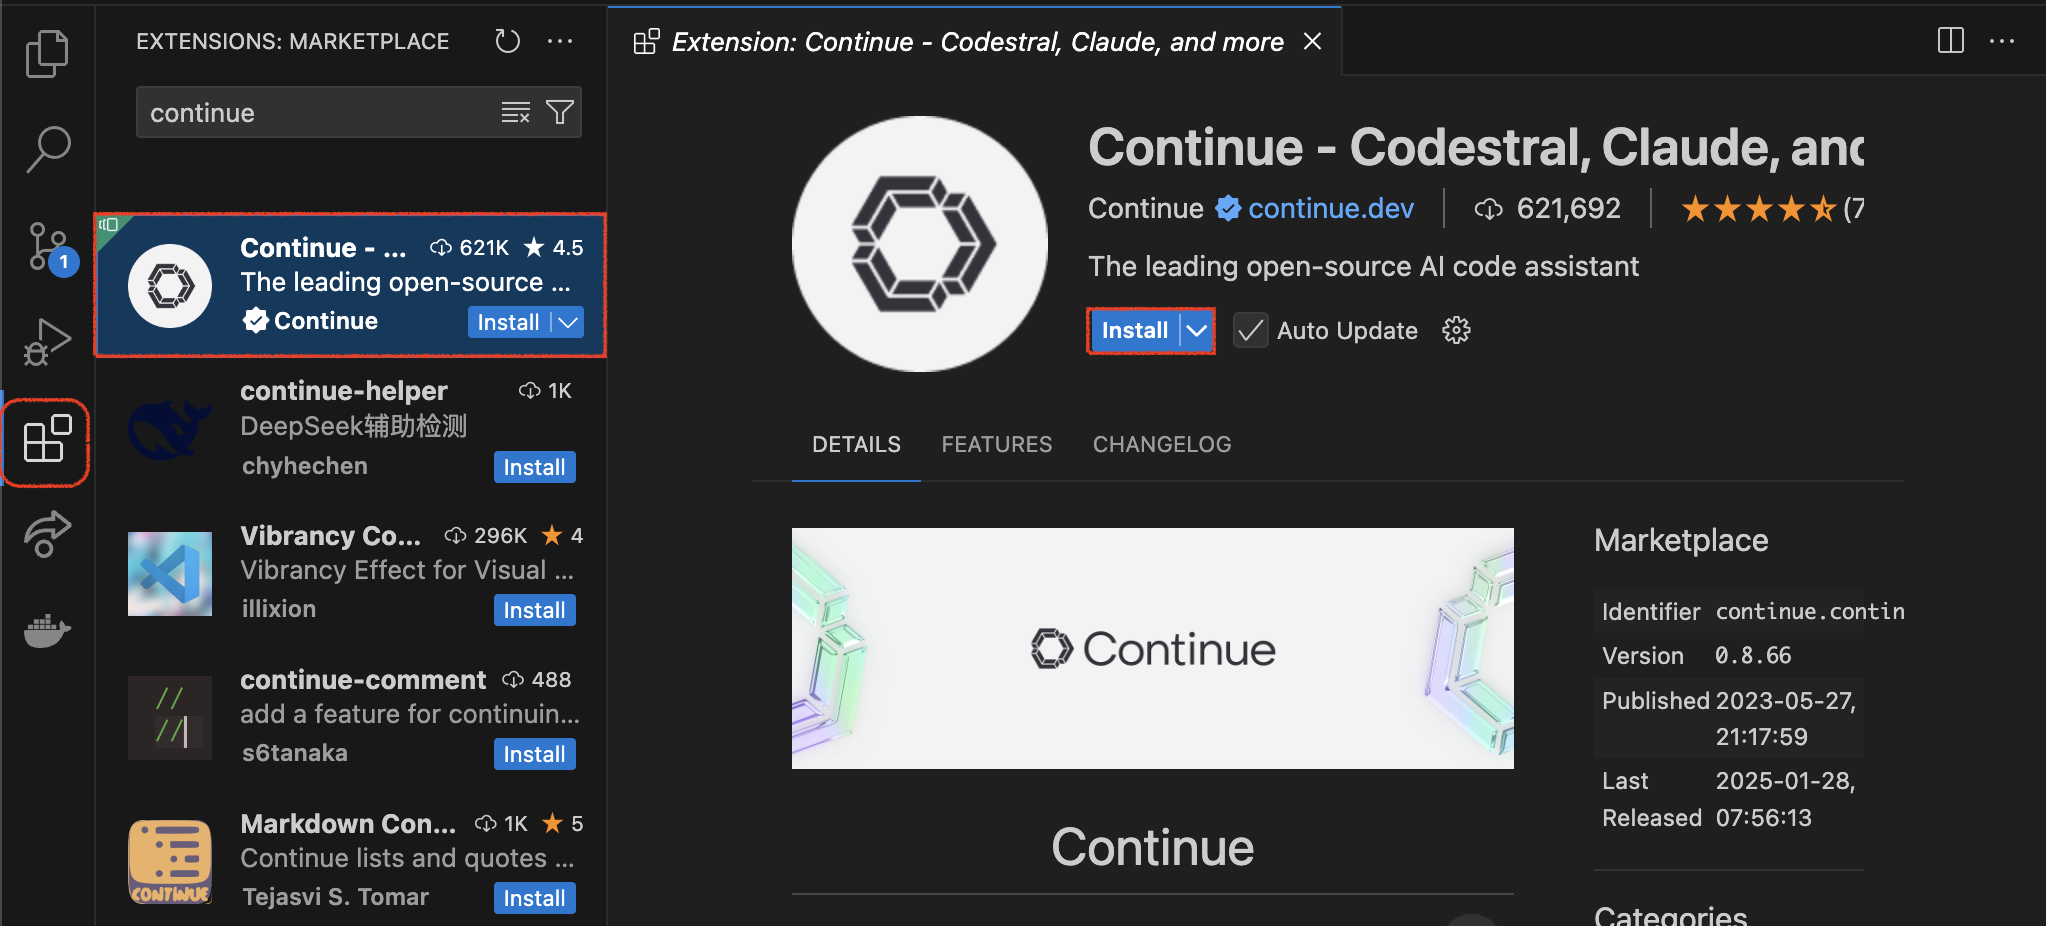 EXTENSIONS: MARKETPLACE
continue
1
Continue - ... 621K ★ 4.5
The leading open-source ...
Continue
Install
continue-helper 1K
DeepSeek辅助检测
chyhechen
Install
Vibrancy Co... 296K ★ 4
Vibrancy Effect for Visual ...
illixion
Install
continue-comment 488
add a feature for continuin...
s6tanaka
Install
//
//
Markdown Con... 1K ★ 5
Continue lists and quotes ...
Tejasvi S. Tomar
Install
CONTINUE
Extension: Continue - Codestral, Claude, and more
Continue - Codestral, Claude, and
Continue continue.dev 621,692 (7
The leading open-source AI code assistant
Install Auto Update
DETAILS FEATURES CHANGELOG
Continue
Continue
Marketplace
Identifier continue.contin
Version 0.8.66
Published 2023-05-27,
21:17:59
Last 2025-01-28,
Released 07:56:13
Categories